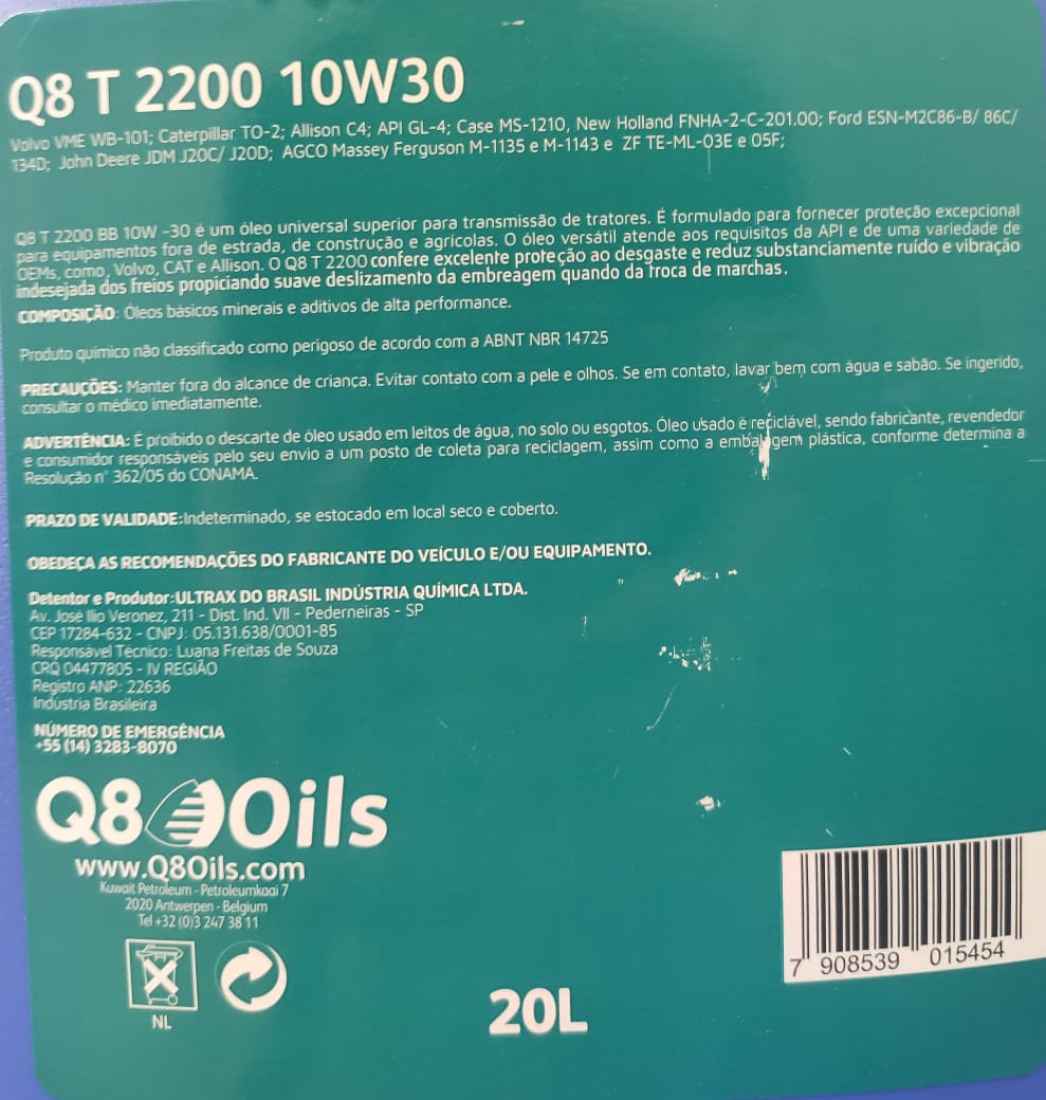 Q8 T 2200 10W30
Volvo VME WB-101; Caterpillar TO-2; Allison C4; API GL-4; Case MS-1210, New Holland FNHA-2-C-201.00; Ford ESN-M2C86-B/ 86C/
134D; John Deere JDM J20C/ J20D; AGCO Massey Ferguson M-1135 e M-1143 e ZF TE-ML-03E e 05F;
Q8 T 2200 BB 10W -30 é um óleo universal superior para transmissão de tratores. É formulado para fornecer proteção excepcional
para equipamentos fora de estrada, de construção e agrícolas. O óleo versátil atende aos requisitos da API e de uma variedade de
OEMs, como, Volvo, CAT e Allison. O Q8 T 2200 confere excelente proteção ao desgaste e reduz substanciamente ruído e vibração
indesejada dos freios propiciando suave deslizamento da embreagem quando da troca de marchas.
COMPOSIÇÃO: Óleos básicos minerais e aditivos de alta performance.
Produto químico não classificado como perigoso de acordo com a ABNT NBR 14725
PRECAUÇÕES: Manter fora do alcance de criança. Evitar contato com a pele e olhos. Se em contato, lavar bem com água e sabão. Se ingerido,
consultar o médico imediatamente.
ADVERTÊNCIA: É proibido o descarte de óleo usado em leitos de água, no solo ou esgotos. Óleo usado é reciclável, sendo fabricante, revendedor
e consumidor responsáveis pelo seu envio a um posto de coleta para reciclagem, assim como a embalagem plástica, conforme determina a
Resolução n° 362/05 do CONAMA.
PRAZO DE VALIDADE:Indeterminado, se estocado em local seco e coberto.
OBEDEÇA AS RECOMENDAÇÕES DO FABRICANTE DO VEÍCULO E/OU EQUIPAMENTO.
Detentor e Produtor:ULTRAX DO BRASIL INDÚSTRIA QUÍMICA LTDA.
Av. José Ilio Veronez, 211 - Dist. Ind. VII - Pederneiras - SP
CEP 17284-632 - CNPJ: 05.131.638/0001-85
Responsável Técnico: Luana Freitas de Souza
CRQ 04477805 - IV REGIÃO
Registro ANP: 22636
Indústria Brasileira
NÚMERO DE EMERGÊNCIA
+55 (14) 3283-8070
Q8 Oils
www.Q8Oils.com
Kuwait Petroleum - Petroleumkaai 7
2020 Antwerpen - Belgium
Tel +32 (0)3 247 38 11
NL
20L
7 908539 015454